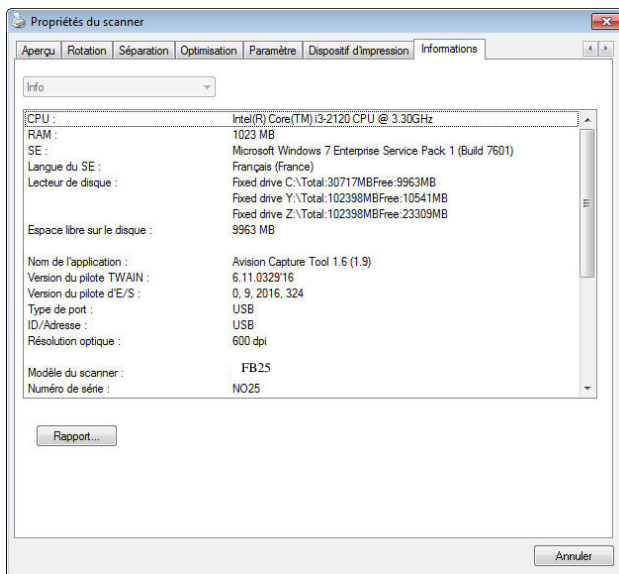 Propriétés du scanner
Aperçu Rotation Séparation Optimisation Paramètre Dispositif d'impression Informations
Info
CPU : Intel(R) Core(TM) i3-2120 CPU @ 3.30GHz
RAM : 1023 MB
SE : Microsoft Windows 7 Enterprise Service Pack 1 (Build 7601)
Langue du SE : Français (France)
Lecteur de disque : Fixed drive C:\Total:30717MBFree:9963MB
Fixed drive Y:\Total:102398MBFree:10541MB
Fixed drive Z:\Total:102398MBFree:23309MB
Espace libre sur le disque : 9963 MB
Nom de l'application : Avision Capture Tool 1.6 (1.9)
Version du pilote TWAIN : 6.11.0329'16
Version du pilote d'E/S : 0, 9, 2016, 324
Type de port : USB
ID/Adresse : USB
Résolution optique : 600 dpi
Modèle du scanner : FB25
Numéro de série : NO25
Rapport...
Annuler